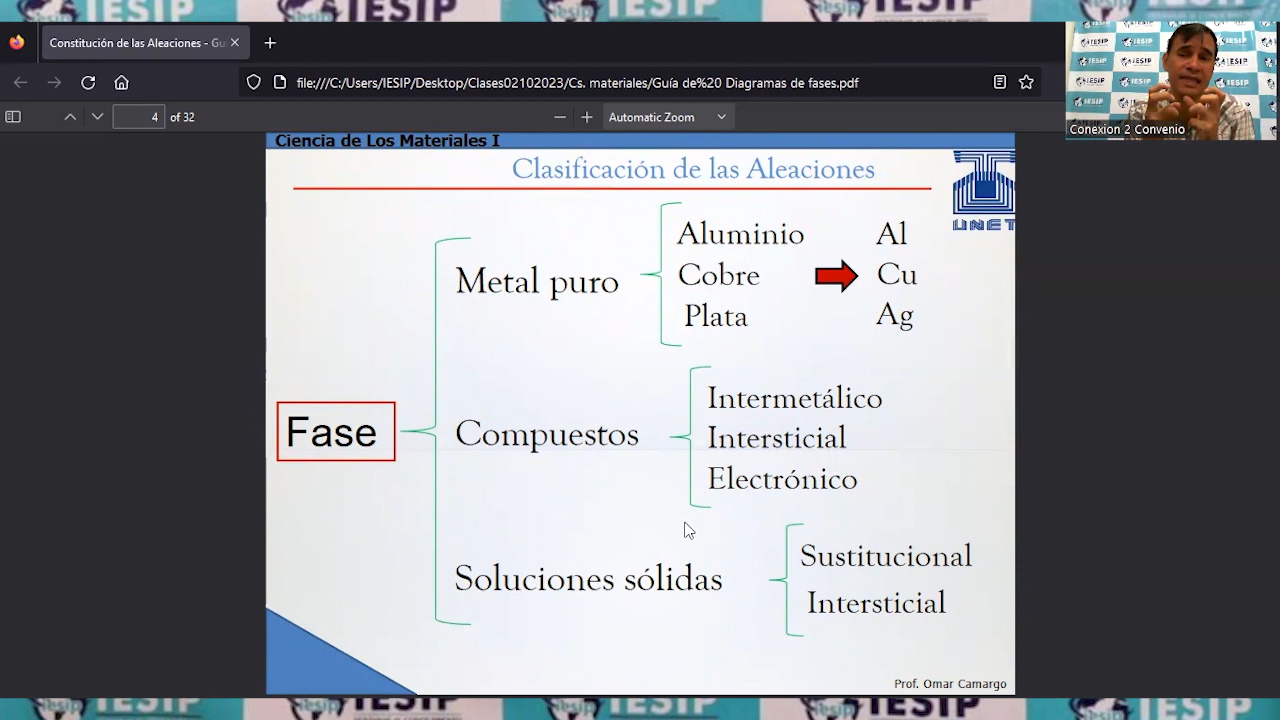 IESIP
Constitución de las Aleaciones - Gu
file:///C:/Users/IESIP/Desktop/Clases02102023/Cs. materiales/Guía de%20 Diagramas de fases.pdf
4 of 32
Automatic Zoom
Conexion 2 Convenio
Ciencia de Los Materiales I
Clasificación de las Aleaciones
UNET
Fase
Metal puro
Aluminio Al
Cobre Cu
Plata Ag
Compuestos
Intermetálico
Intersticial
Electrónico
Soluciones sólidas
Sustitucional
Intersticial
Prof. Omar Camargo
IESIP